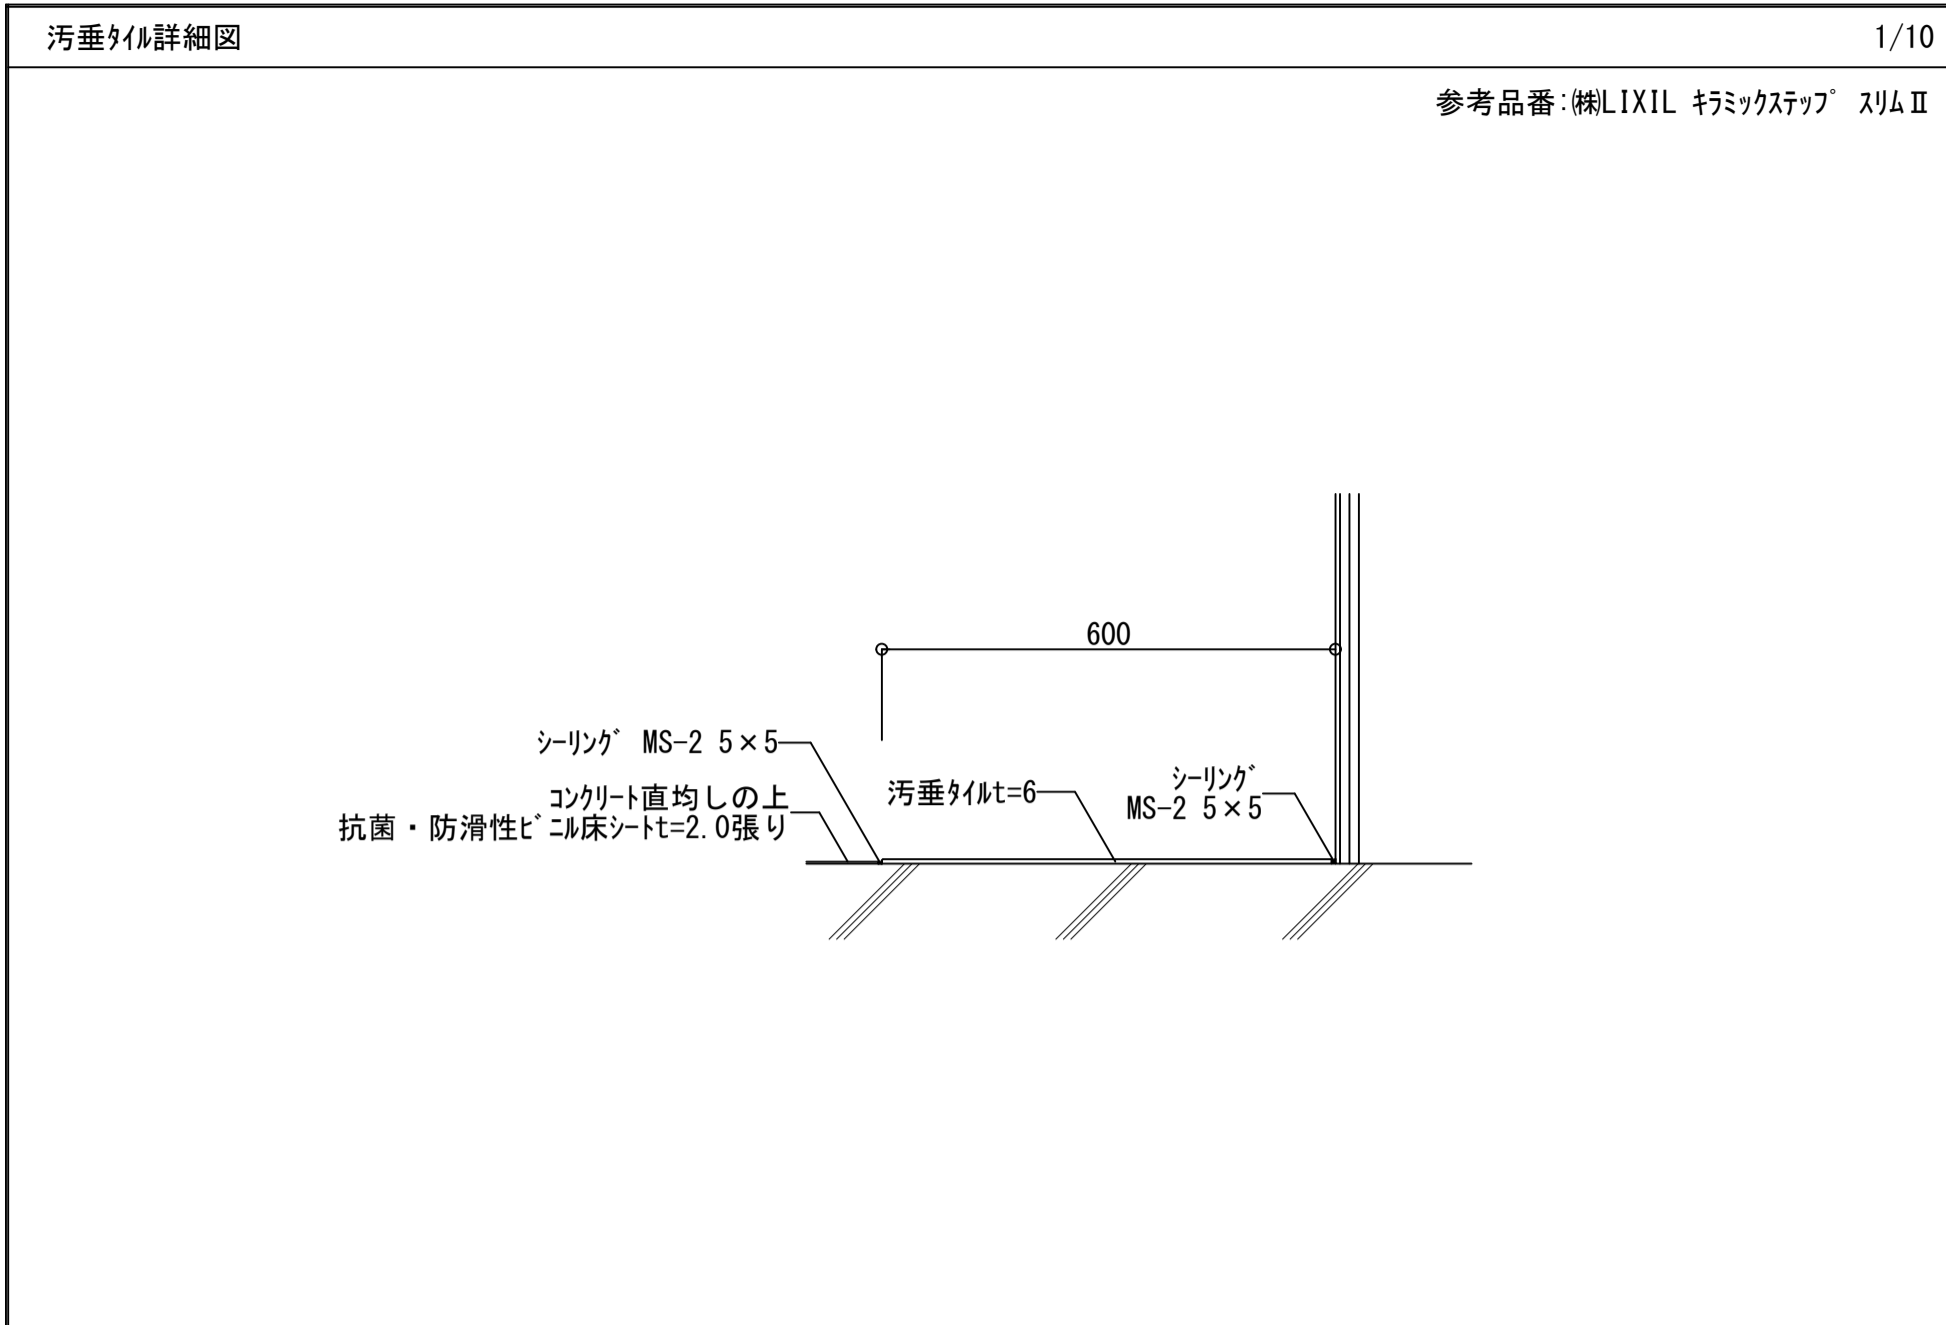 汚垂ﾀｲﾙ詳細図
1/10
参考品番:㈱LIXIL ｷﾗﾐｯｸｽﾃｯﾌﾟ ｽﾘﾑⅡ
600
ｼｰﾘﾝｸﾞ MS-2 5×5
ｺﾝｸﾘｰﾄ直均しの上
抗菌・防滑性ﾋﾞﾆﾙ床ｼｰﾄt=2.0張り
汚垂ﾀｲﾙt=6
ｼｰﾘﾝｸﾞ
MS-2 5×5